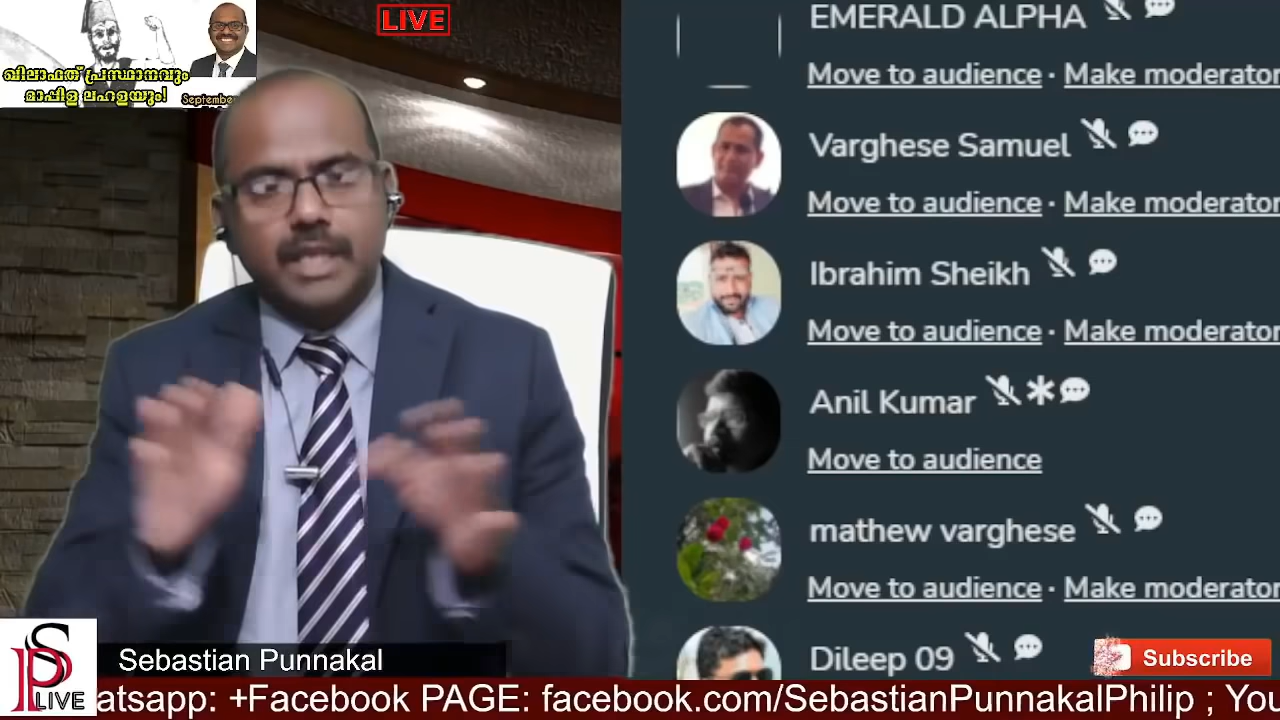 LIVE
ഖിലാഫത് പ്രസ്ഥാനവും
മാപ്പിള ലഹളയും!
September
EMERALD ALPHA
Move to audience · Make moderator
Varghese Samuel
Move to audience · Make moderator
Ibrahim Sheikh
Move to audience · Make moderator
Anil Kumar
Move to audience
mathew varghese
Move to audience · Make moderator
Dileep 09
Subscribe
SP LIVE
Sebastian Punnakal
atsapp: +Facebook PAGE: facebook.com/SebastianPunnakalPhilip ; You